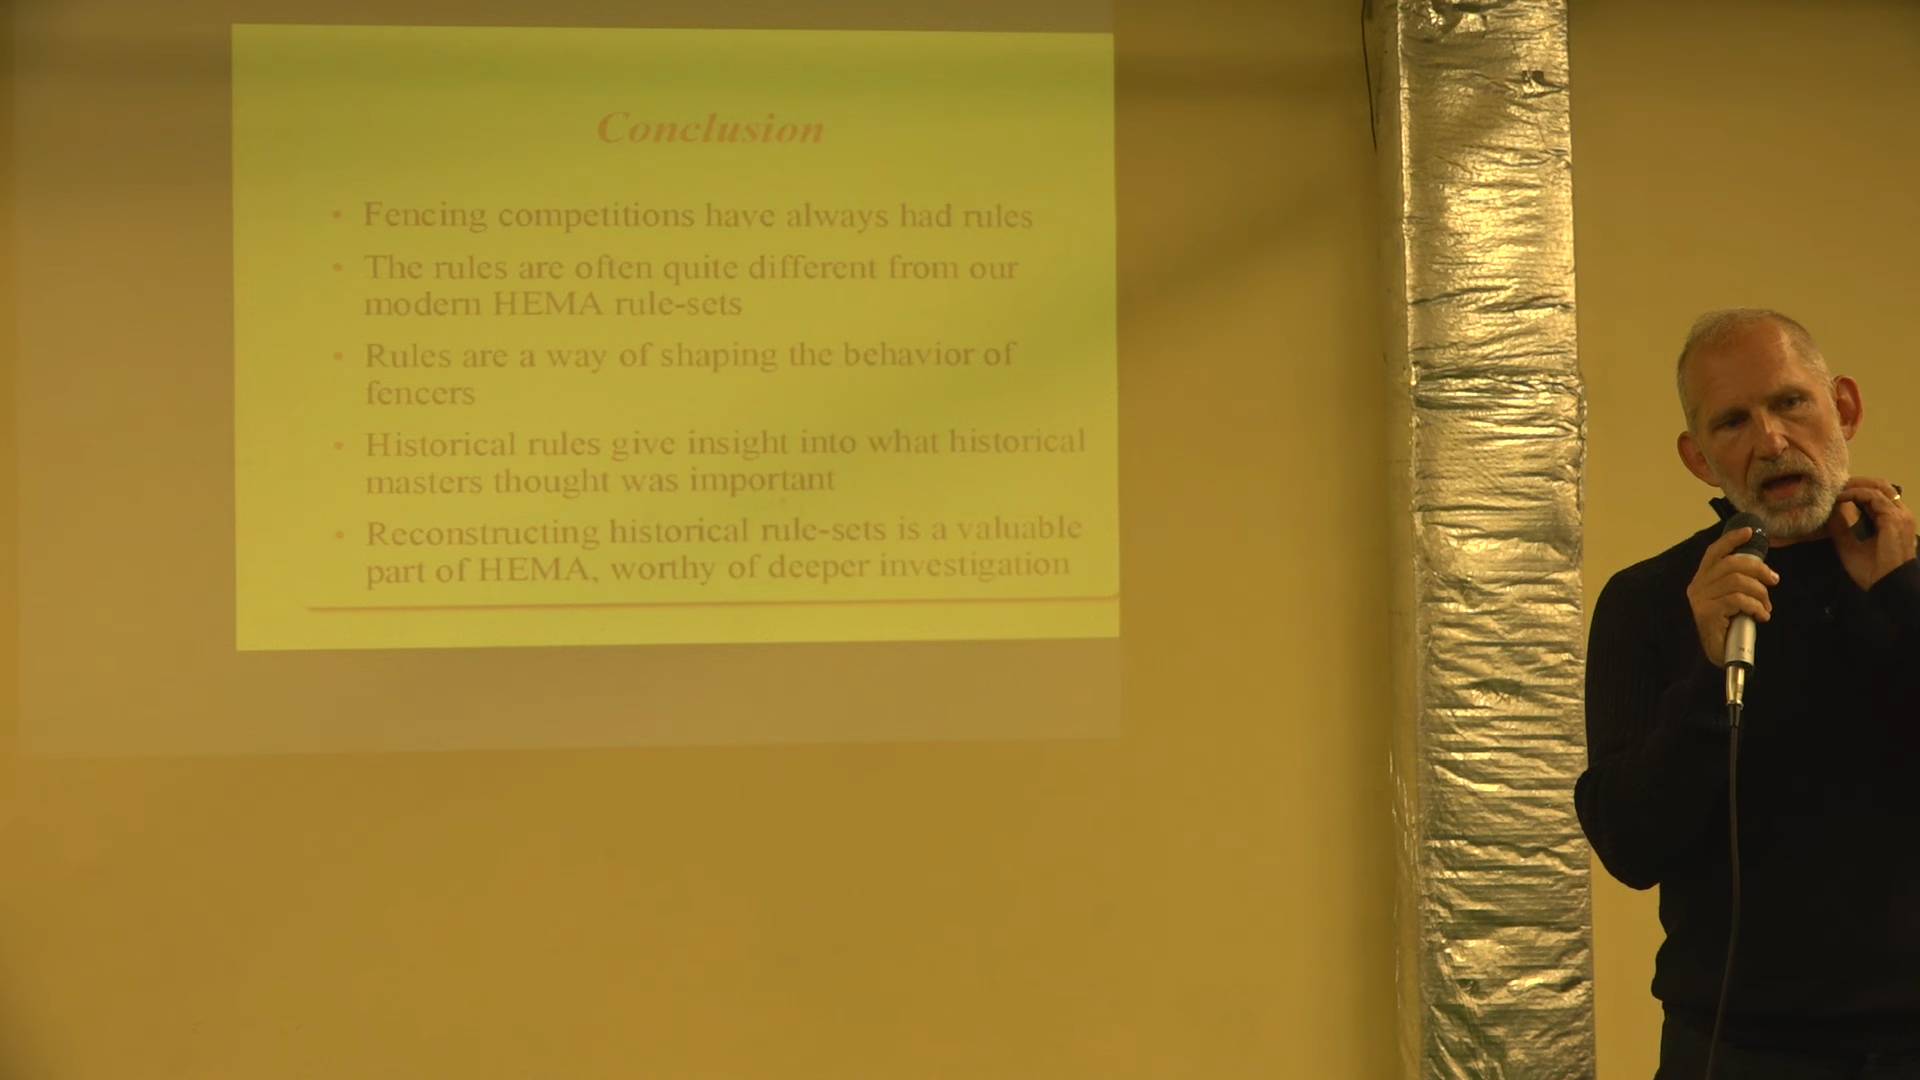 Conclusion
• Fencing competitions have always had rules
• The rules are often quite different from our
modern HEMA rule-sets
• Rules are a way of shaping the behavior of
fencers
• Historical rules give insight into what historical
masters thought was important
• Reconstructing historical rule-sets is a valuable
part of HEMA, worthy of deeper investigation